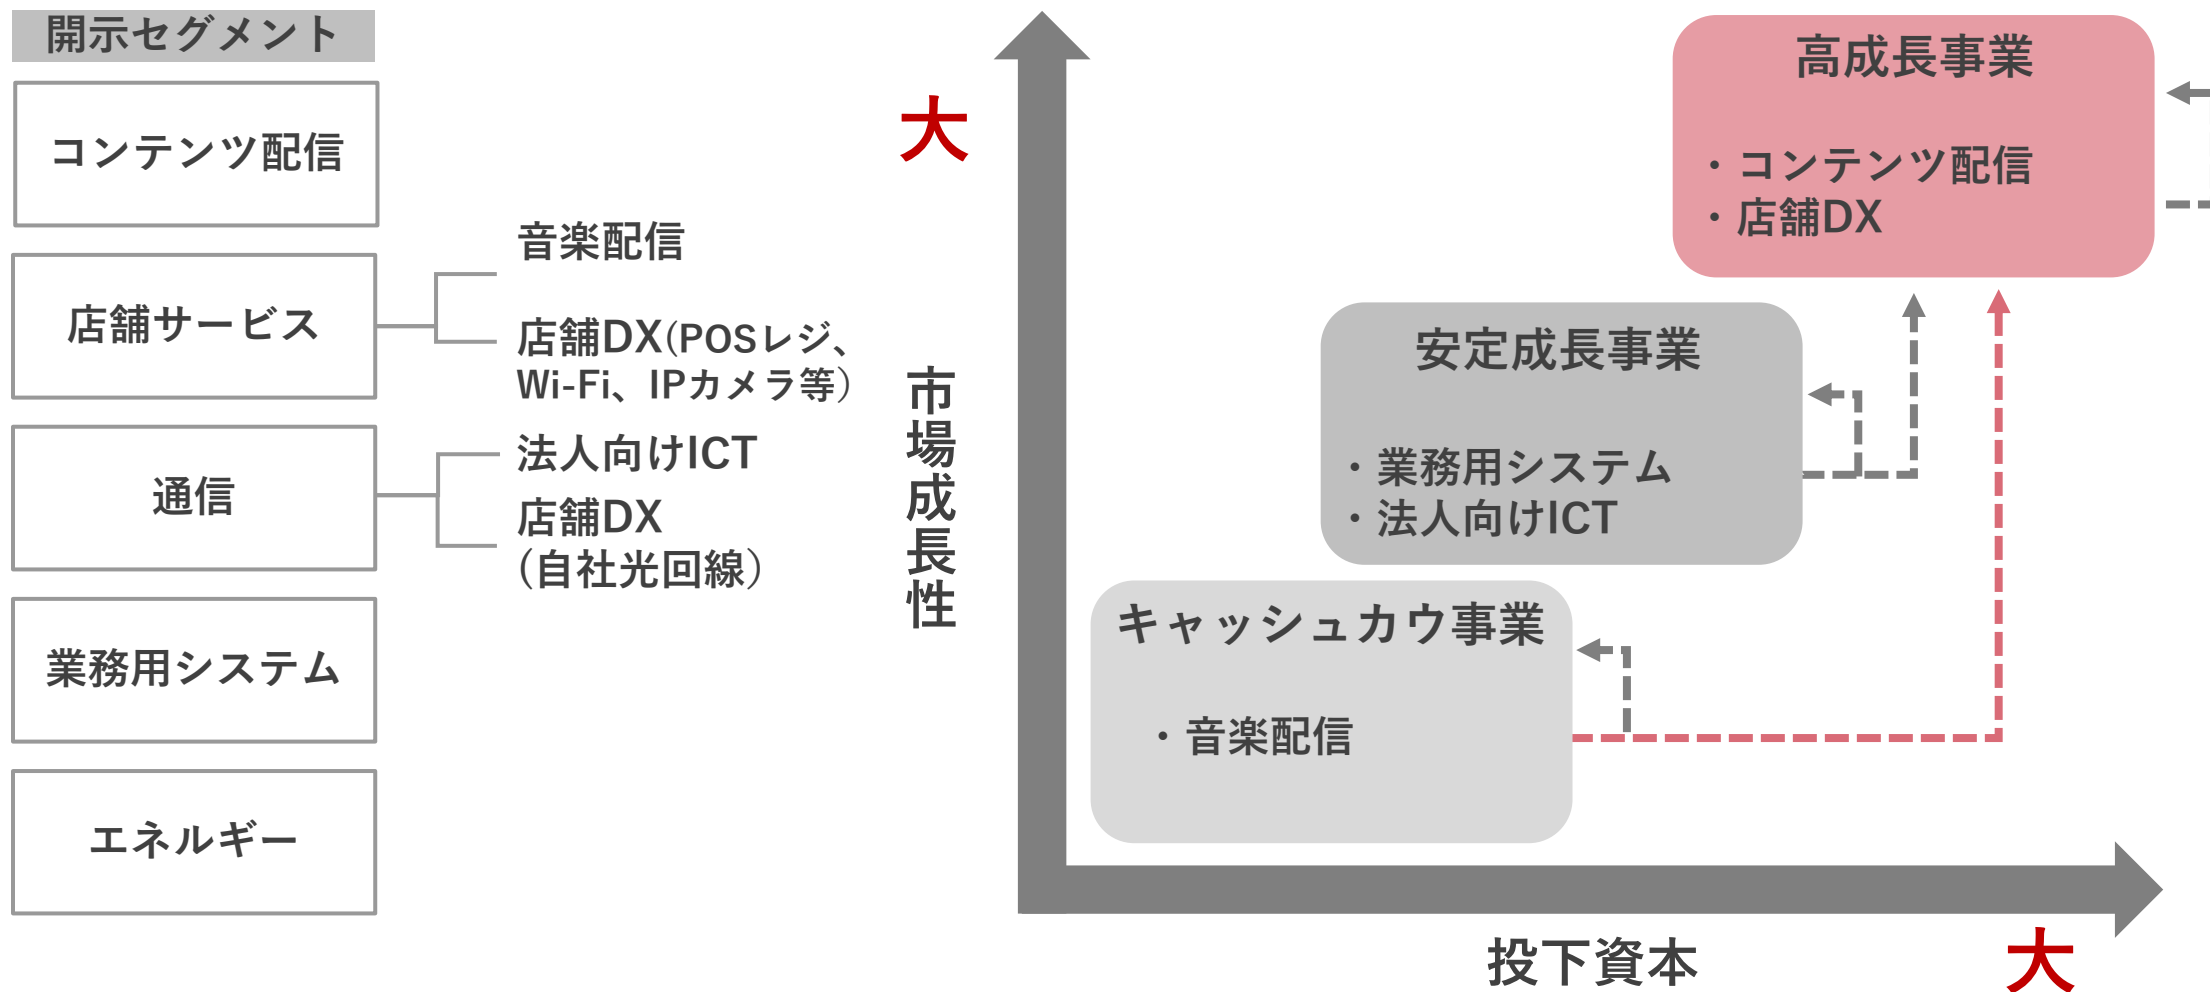 開示セグメント
コンテンツ配信
店舗サービス
音楽配信
店舗DX(POSレジ、
Wi-Fi、IPカメラ等）
通信
法人向けICT
店舗DX
（自社光回線）
業務用システム
エネルギー
大
市場成長性
高成長事業
・コンテンツ配信
・店舗DX
安定成長事業
・業務用システム
・法人向けICT
キャッシュカウ事業
・音楽配信
投下資本
大